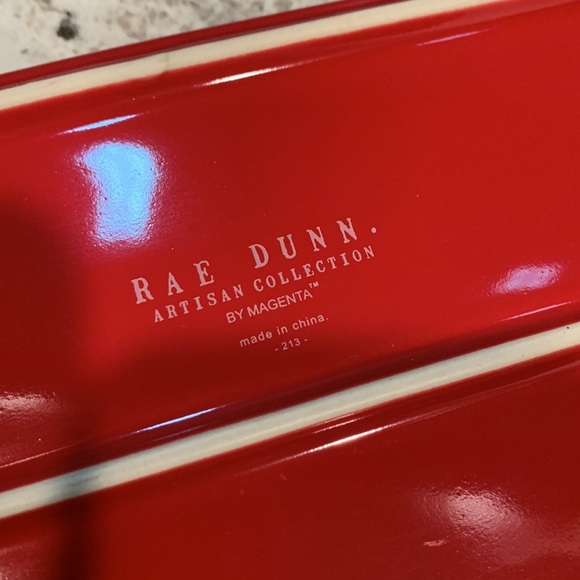 RAE DUNN.
ARTISAN COLLECTION
BY MAGENTA™
made in china.
- 213 -